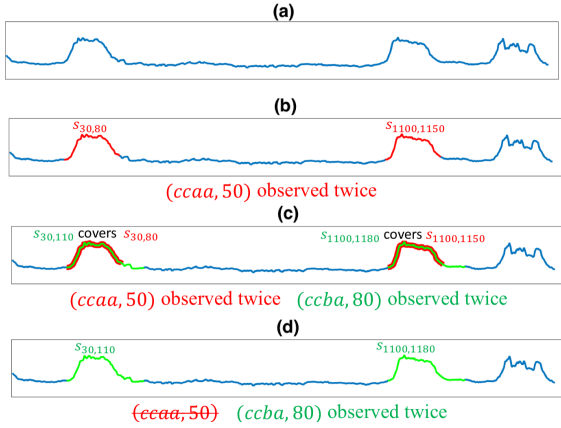 (a)
(b)
s30,80 s1100,1150
(ccaa, 50) observed twice
(c)
s30,110 covers s30,80 s1100,1180 covers s1100,1150
(ccaa, 50) observed twice (ccba, 80) observed twice
(d)
s30,110 s1100,1180
(ccaa, 50) (ccba, 80) observed twice